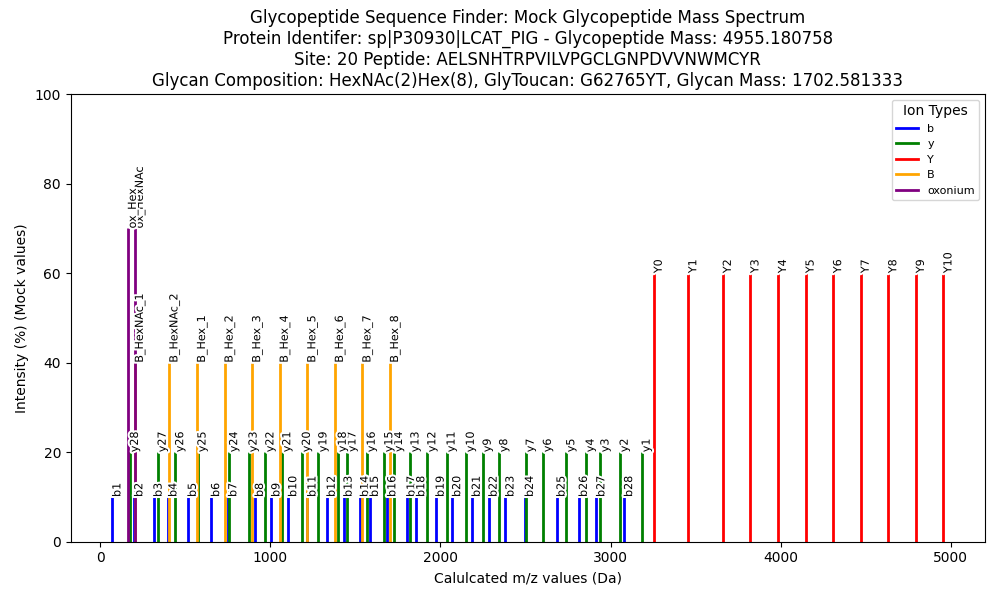 Glycopeptide Sequence Finder: Mock Glycopeptide Mass Spectrum
Protein Identifer: sp|P30930|LCAT_PIG - Glycopeptide Mass: 4955.180758
Site: 20 Peptide: AELSNHTRPVILVPGCLGNPDVVNWMCYR
Glycan Composition: HexNAc(2)Hex(8), GlyToucan: G62765YT, Glycan Mass: 1702.581333
Intensity (%) (Mock values)
100
80
60
40
20
0
Ion Types
b
y
Y
B
oxonium
ox_Hex
ox_HexNAc
Y0
Y1
Y2
Y3
Y4
Y5
Y6
Y7
Y8
Y9
Y10
B_HexNAc_1
B_HexNAc_2
B_Hex_1
B_Hex_2
B_Hex_3
B_Hex_4
B_Hex_5
B_Hex_6
B_Hex_7
B_Hex_8
y28
y27
y26
y25
y24
y23
y22
y21
y20
y19
y18
y17
y16
y15
y14
y13
y12
y11
y10
y9
y8
y7
y6
y5
y4
y3
y2
y1
b1
b2
b3
b4
b5
b6
b7
b8
b9
b10
b11
b12
b13
b14
b15
b16
b17
b18
b19
b20
b21
b22
b23
b24
b25
b26
b27
b28
0
1000
2000
3000
4000
5000
Calulcated m/z values (Da)